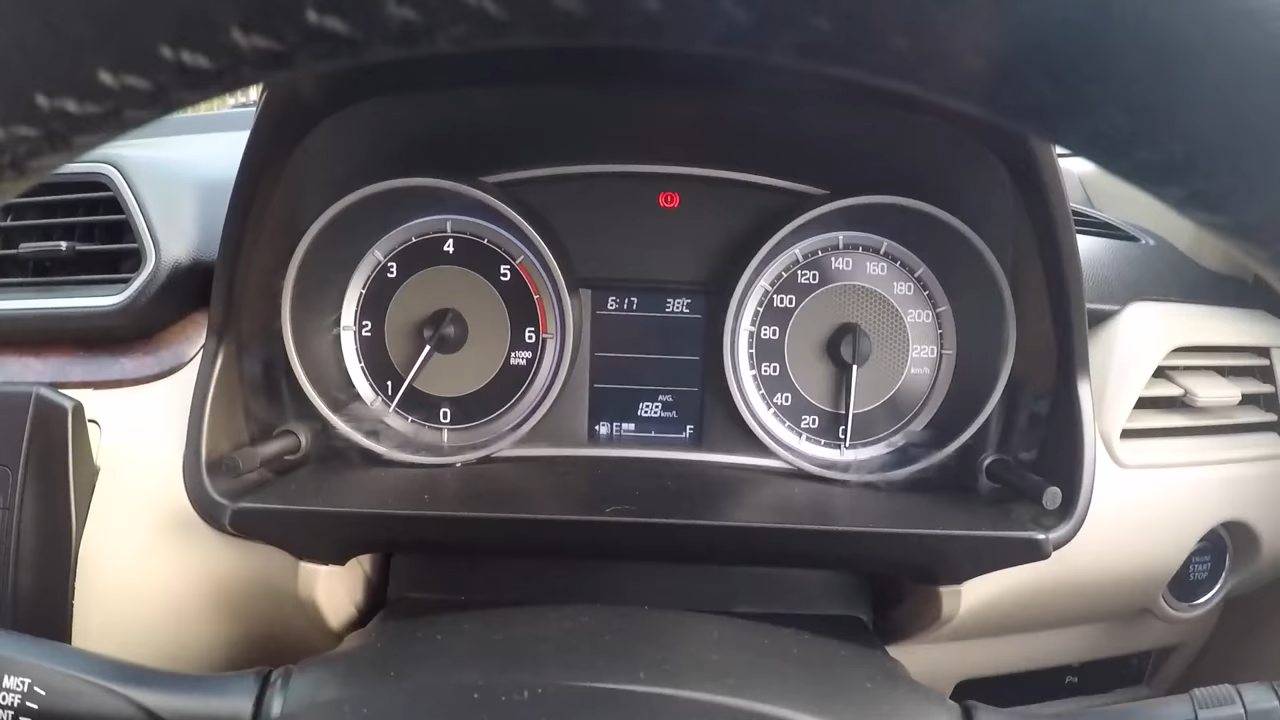 4
3
5
2
6
x1000
RPM
1
0
6:17 38°C
AVG.
18.8 km/L
E F
140
120 160
100 180
80 200
60 220
km/h
40
20
0
ENGINE
START
STOP
MIST
OFF